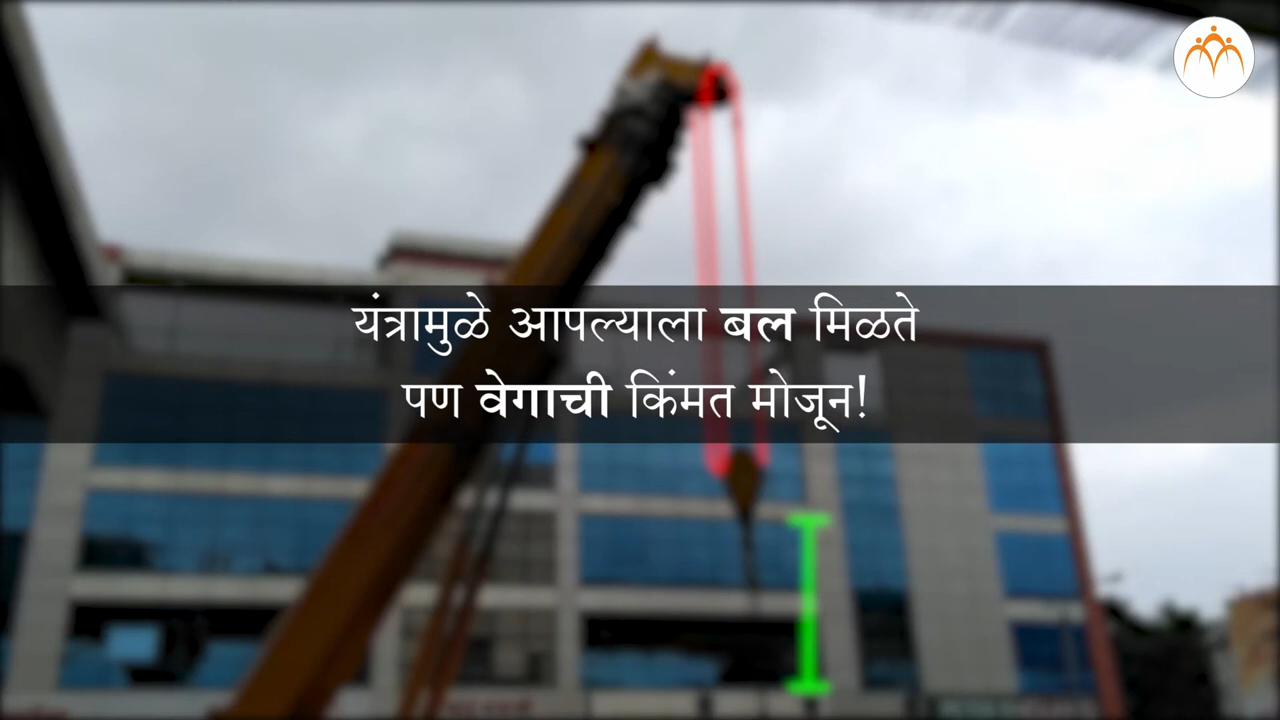 यंत्रामुळे आपल्याला बल मिळते
पण वेगाची किंमत मोजून!